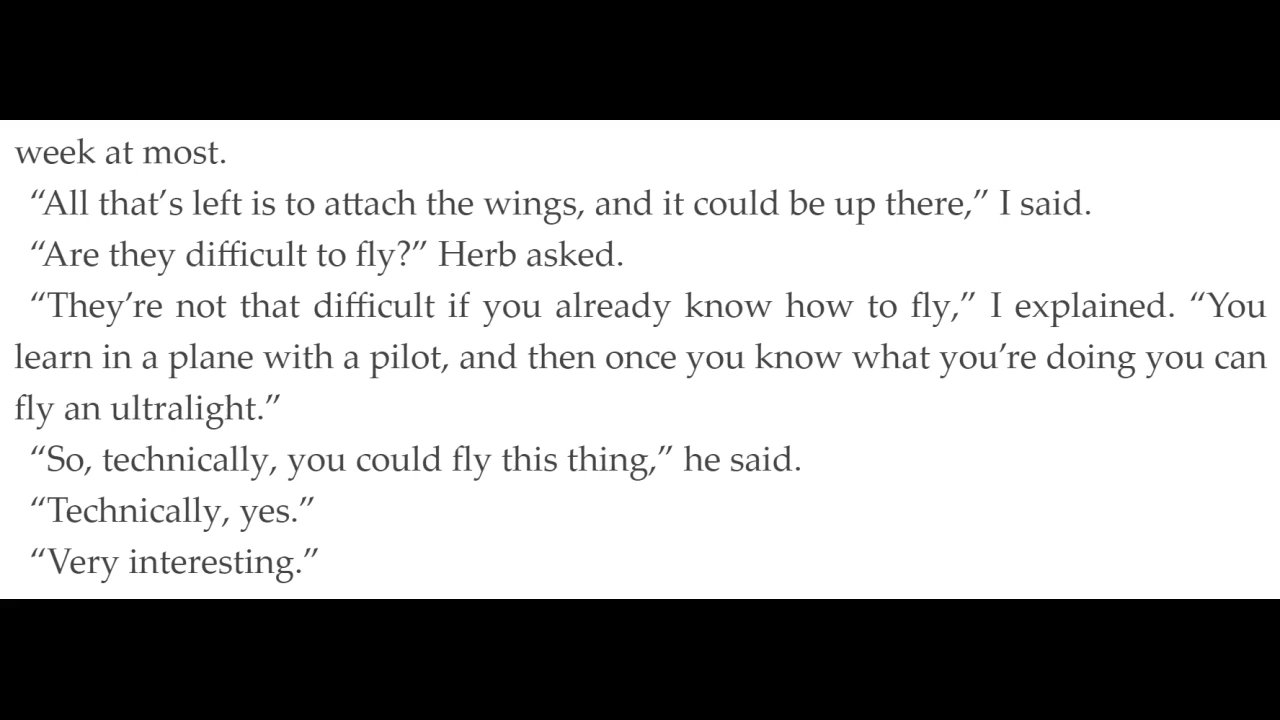 week at most.
“All that’s left is to attach the wings, and it could be up there,” I said.
“Are they difficult to fly?” Herb asked.
“They’re not that difficult if you already know how to fly,” I explained. “You
learn in a plane with a pilot, and then once you know what you’re doing you can
fly an ultralight.”
“So, technically, you could fly this thing,” he said.
“Technically, yes.”
“Very interesting.”